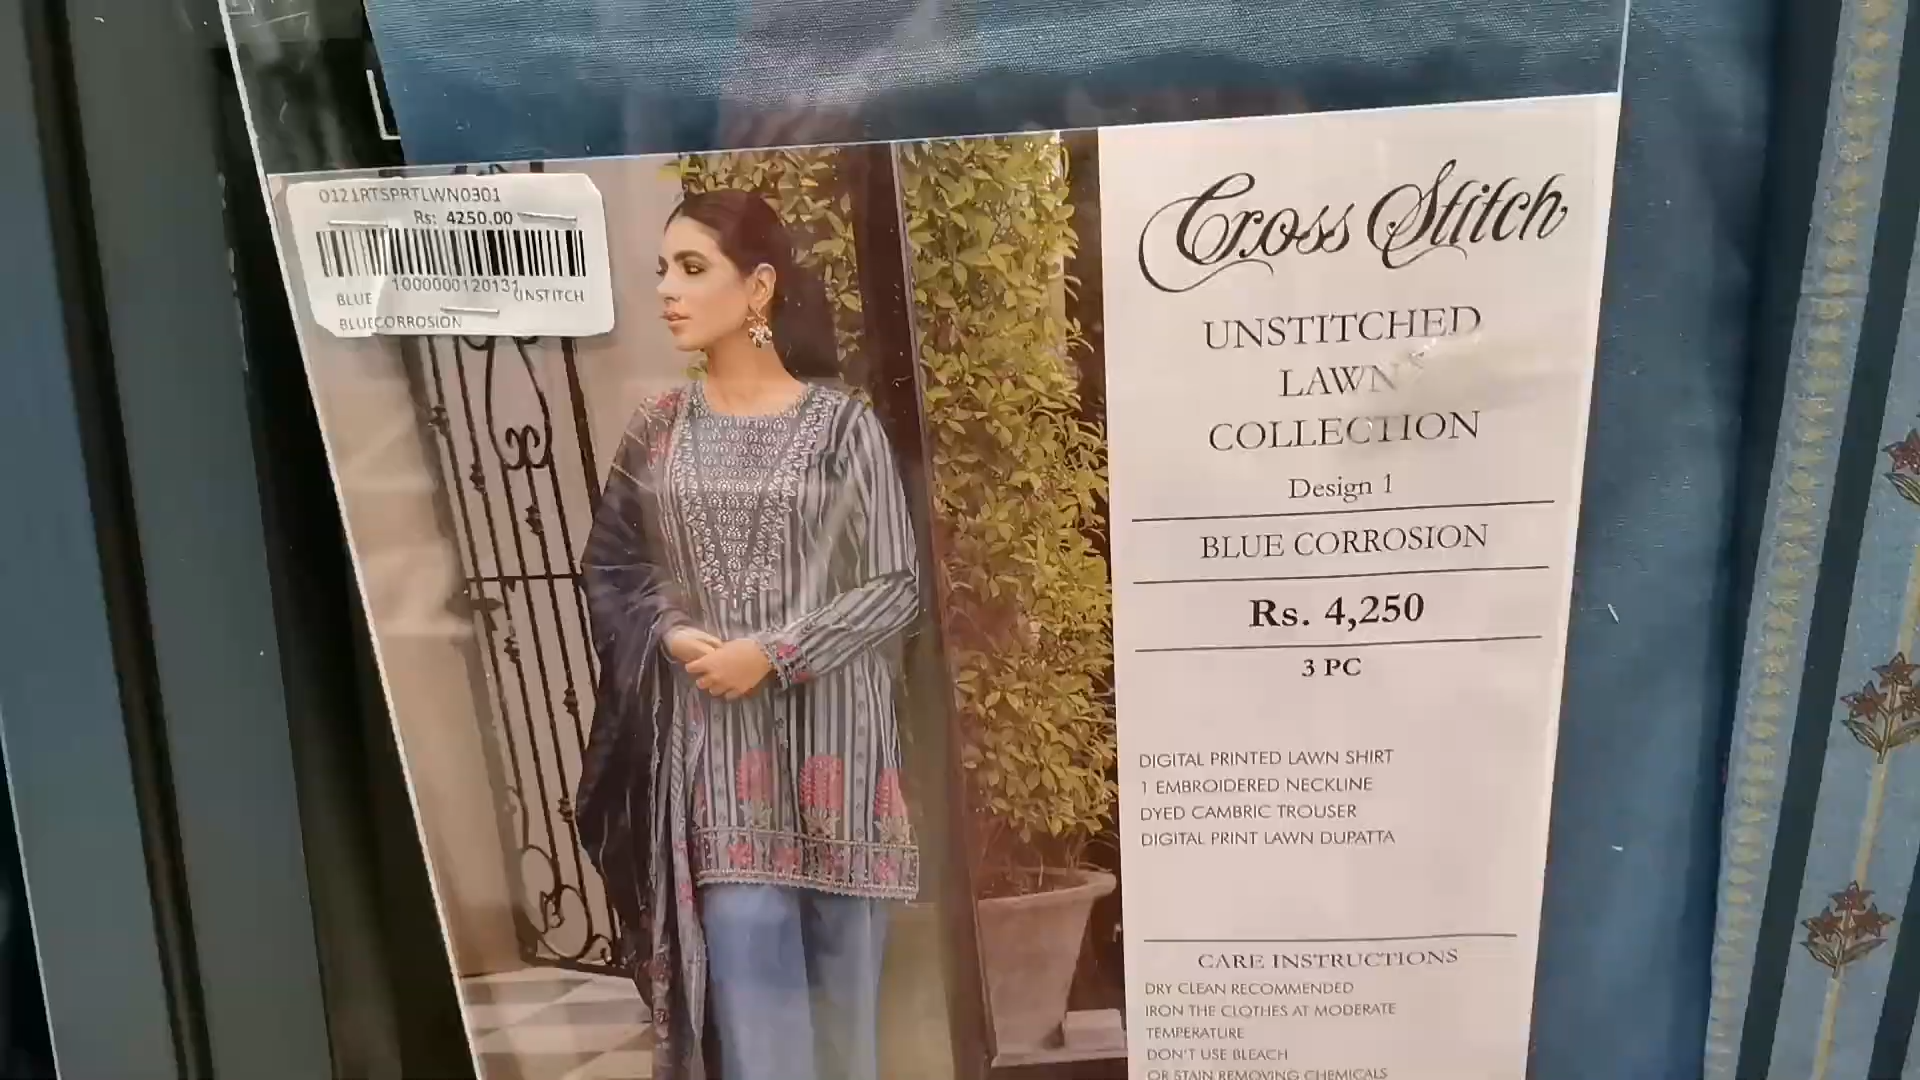 0121RTSPRTLWN0301
Rs: 4250.00
1000000120131
BLUE UNSTITCH
BLUECORROSION
Cross Stitch
UNSTITCHED
LAWN
COLLECTION
Design 1
BLUE CORROSION
Rs. 4,250
3 PC
DIGITAL PRINTED LAWN SHIRT
1 EMBROIDERED NECKLINE
DYED CAMBRIC TROUSER
DIGITAL PRINT LAWN DUPATTA
CARE INSTRUCTIONS
DRY CLEAN RECOMMENDED
IRON THE CLOTHES AT MODERATE
TEMPERATURE
DON'T USE BLEACH
OR STAIN REMOVING CHEMICALS